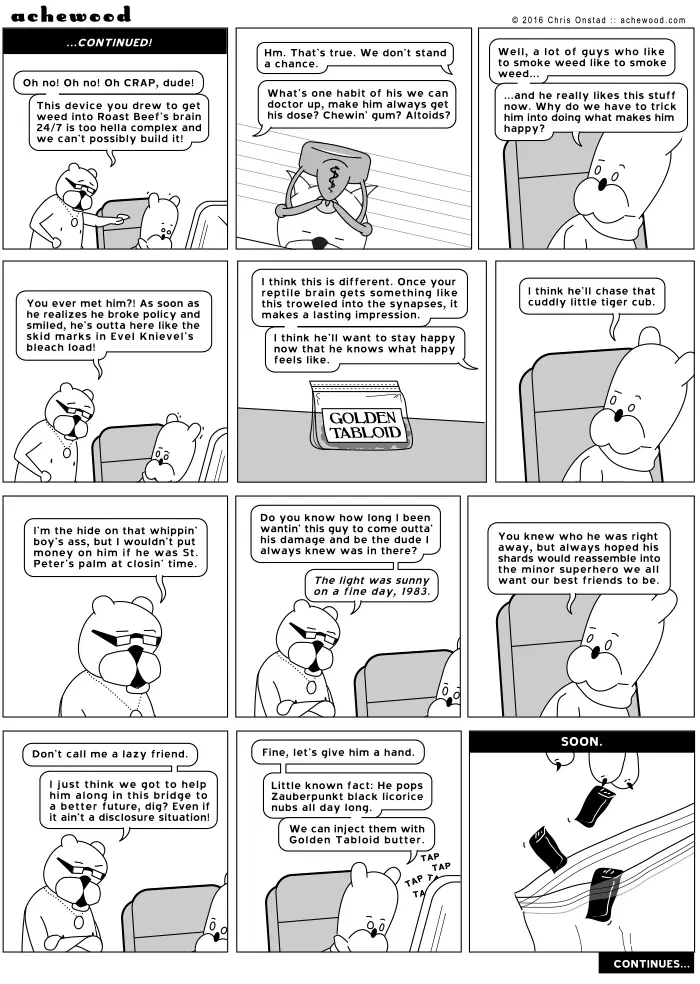 achewood
© 2016 Chris Onstad :: achewood.com
...CONTINUED!
Oh no! Oh no! Oh CRAP, dude!
This device you drew to get
weed into Roast Beef's brain
24/7 is too hella complex and
we can't possibly build it!
Hm. That's true. We don't stand
a chance.
What's one habit of his we can
doctor up, make him always get
his dose? Chewin' gum? Altoids?
Well, a lot of guys who like
to smoke weed like to smoke
weed...
...and he really likes this stuff
now. Why do we have to trick
him into doing what makes him
happy?
You ever met him?! As soon as
he realizes he broke policy and
smiled, he's outta here like the
skid marks in Evel Knievel's
bleach load!
I think this is different. Once your
reptile brain gets something like
this troweled into the synapses, it
makes a lasting impression.
I think he'll want to stay happy
now that he knows what happy
feels like.
GOLDEN
TABLOID
I think he'll chase that
cuddly little tiger cub.
I'm the hide on that whippin'
boy's ass, but I wouldn't put
money on him if he was St.
Peter's palm at closin' time.
Do you know how long I been
wantin' this guy to come outta'
his damage and be the dude I
always knew was in there?
The light was sunny
on a fine day, 1983.
You knew who he was right
away, but always hoped his
shards would reassemble into
the minor superhero we all
want our best friends to be.
Don't call me a lazy friend.
I just think we got to help
him along in this bridge to
a better future, dig? Even if
it ain't a disclosure situation!
Fine, let's give him a hand.
Little known fact: He pops
Zauberpunkt black licorice
nubs all day long.
We can inject them with
Golden Tabloid butter.
TAP
TAP
TAP TA
TA
SOON.
CONTINUES...